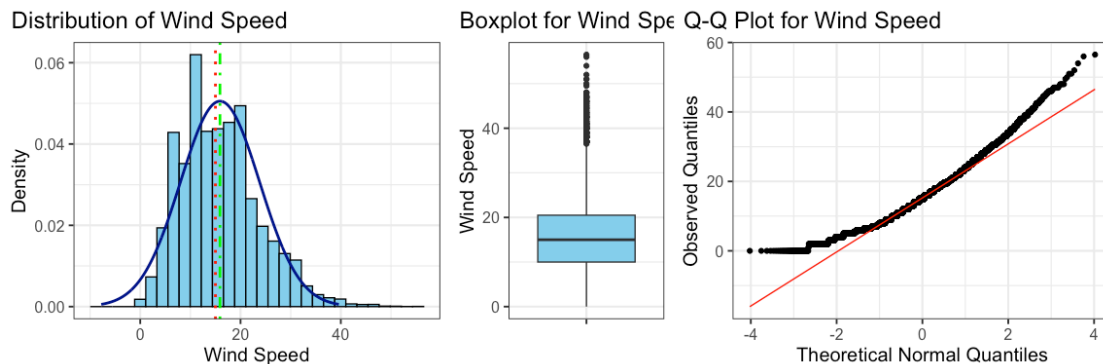 Distribution of Wind Speed
0.06
0.04
0.02
0.00
Density
0
20
40
Wind Speed
Boxplot for Wind Spe
40
20
0
Wind Speed
Q-Q Plot for Wind Speed
60
40
20
0
Observed Quantiles
-4
-2
0
2
4
Theoretical Normal Quantiles